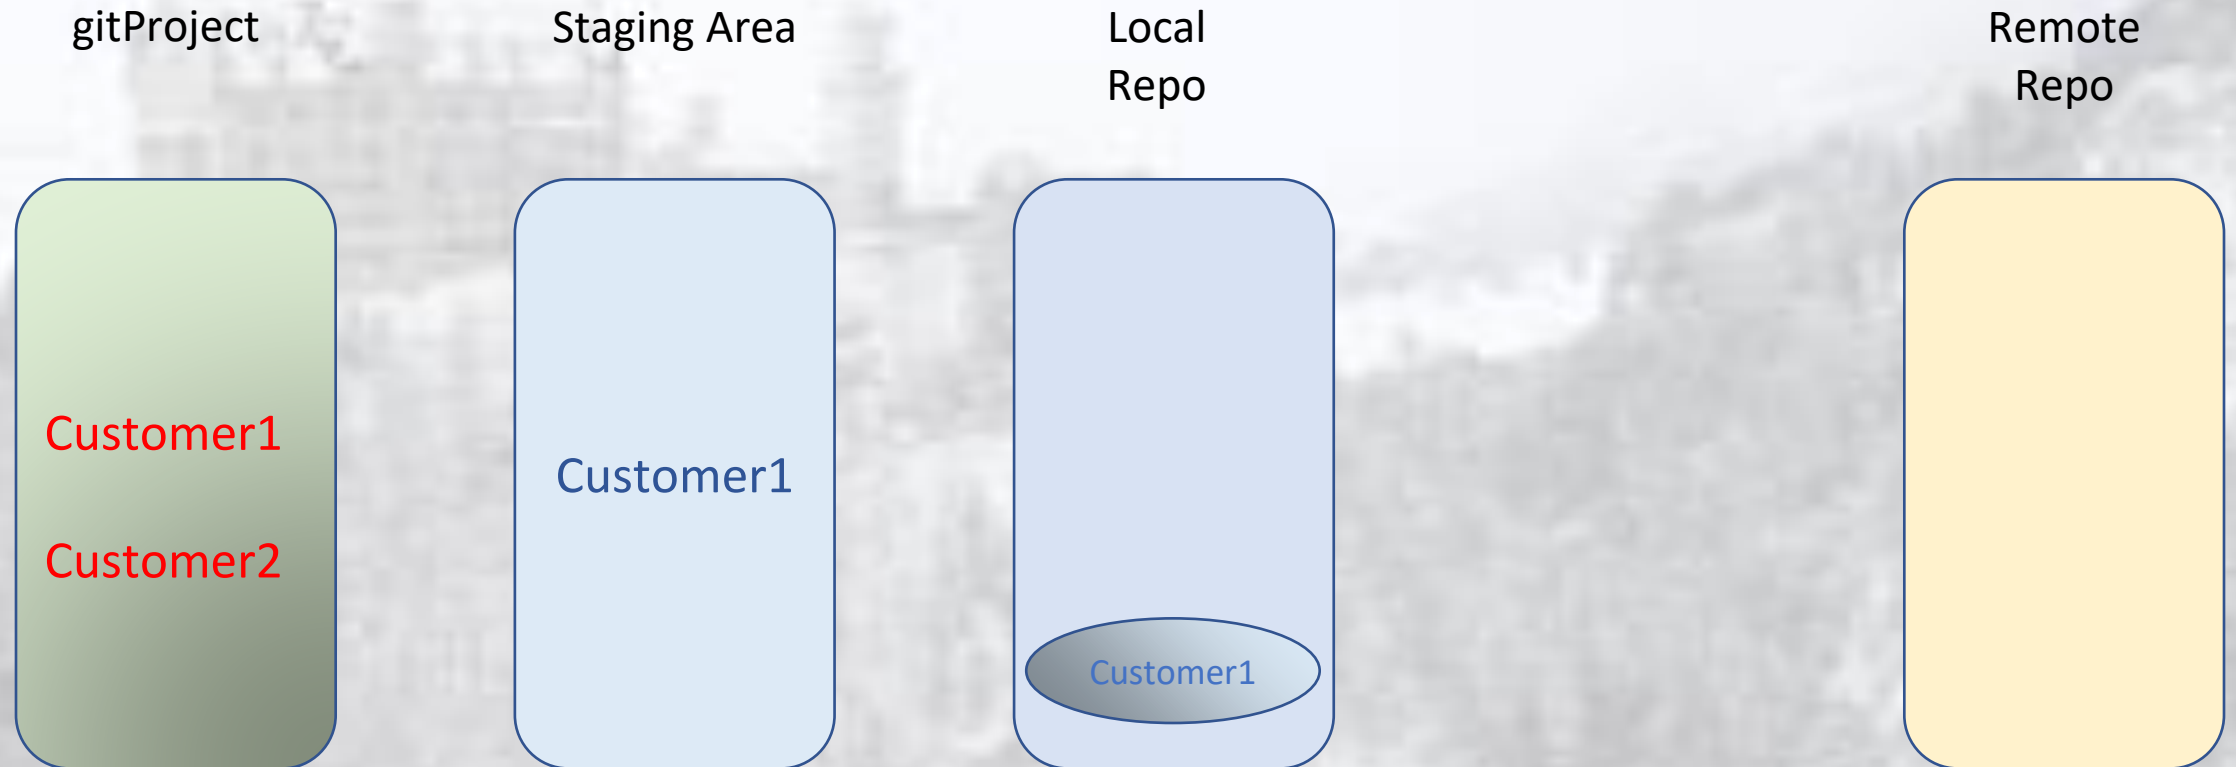 gitProject
Staging Area
Local
Repo
Remote
Repo
Customer1
Customer2
Customer1
Customer1